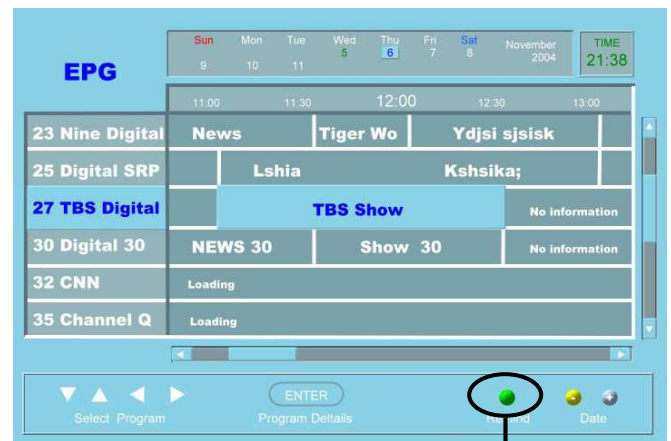 EPG
Sun Mon Tue Wed Thu Fri Sat November TIME
9 10 11 5 6 7 8 2004 21:38
11:00 11:30 12:00 12:30 13:00
23 Nine Digital News Tiger Wo Ydjsi sjsisk
25 Digital SRP Lshia Kshsika;
27 TBS Digital TBS Show No information
30 Digital 30 NEWS 30 Show 30 No information
32 CNN Loading
35 Channel Q Loading
ENTER
Select Program Program Deltails Date